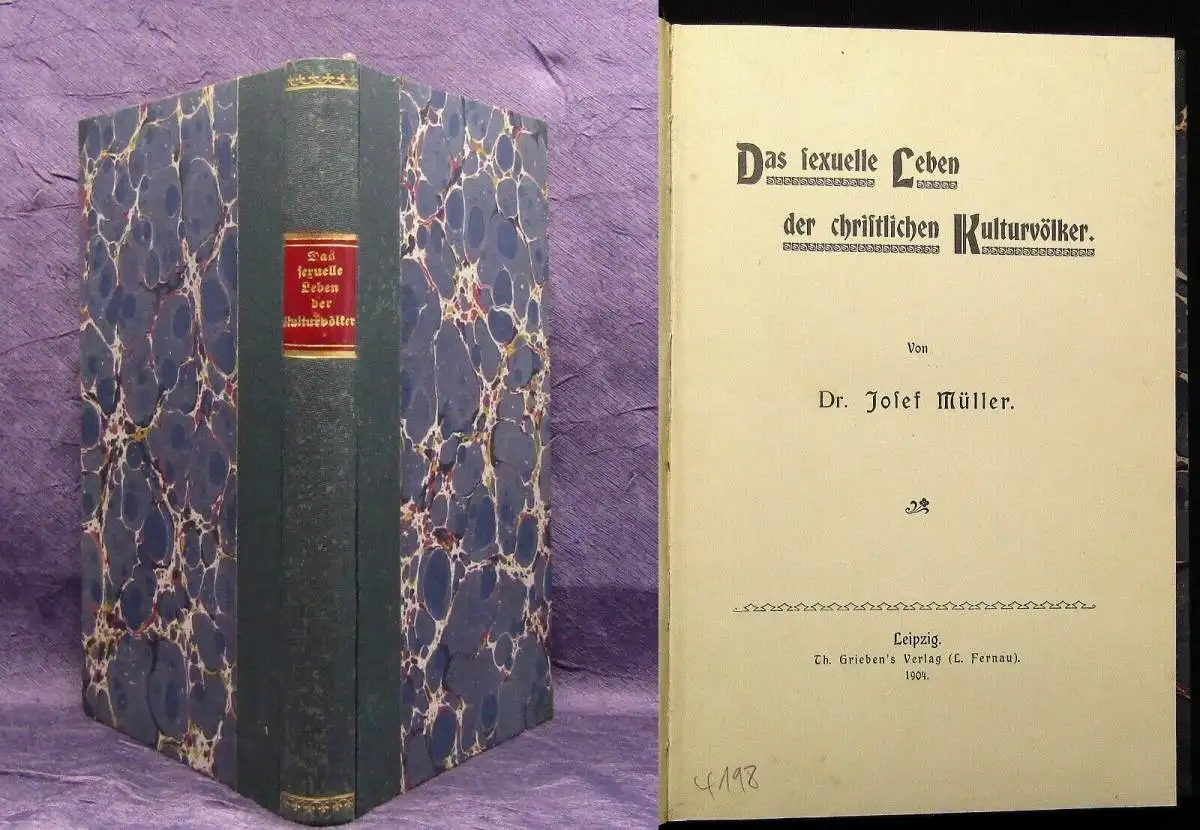 Das
sexuelle
Leben
der
Kulturvölker
Das ſexuelle Leben
der chriſtlichen Kulturvölker.
Von
Dr. Joſef Müller.
Leipzig.
Th. Grieben's Verlag (L. Fernau).
1904.
4198